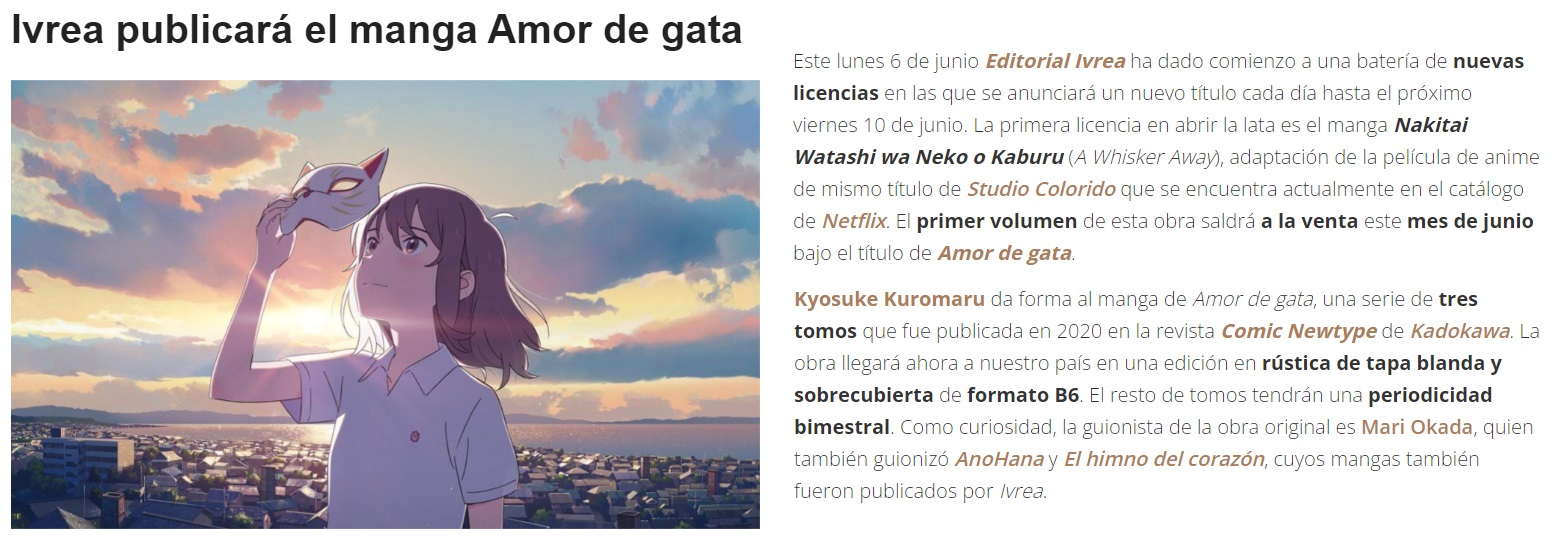 Ivrea publicará el manga Amor de gata
Este lunes 6 de junio Editorial Ivrea ha dado comienzo a una batería de nuevas
licencias en las que se anunciará un nuevo título cada día hasta el próximo
viernes 10 de junio. La primera licencia en abrir la lata es el manga Nakitai
Watashi wa Neko o Kaburu (A Whisker Away), adaptación de la película de anime
de mismo título de Studio Colorido que se encuentra actualmente en el catálogo
de Netflix. El primer volumen de esta obra saldrá a la venta este mes de junio
bajo el título de Amor de gata.
Kyosuke Kuromaru da forma al manga de Amor de gata, una serie de tres
tomos que fue publicada en 2020 en la revista Comic Newtype de Kadokawa. La
obra llegará ahora a nuestro país en una edición en rústica de tapa blanda y
sobrecubierta de formato B6. El resto de tomos tendrán una periodicidad
bimestral. Como curiosidad, la guionista de la obra original es Mari Okada, quien
también guionizó AnoHana y El himno del corazón, cuyos mangas también
fueron publicados por Ivrea.